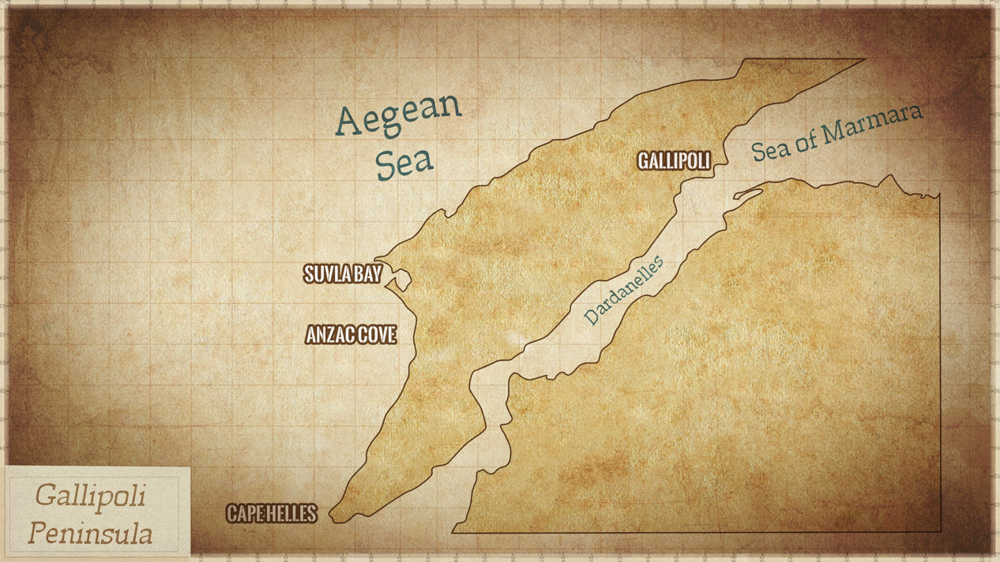 Aegean
Sea
Sea of Marmara
GALLIPOLI
SUVLA BAY
Dardanelles
ANZAC COVE
CAPE HELLES
Gallipoli
Peninsula